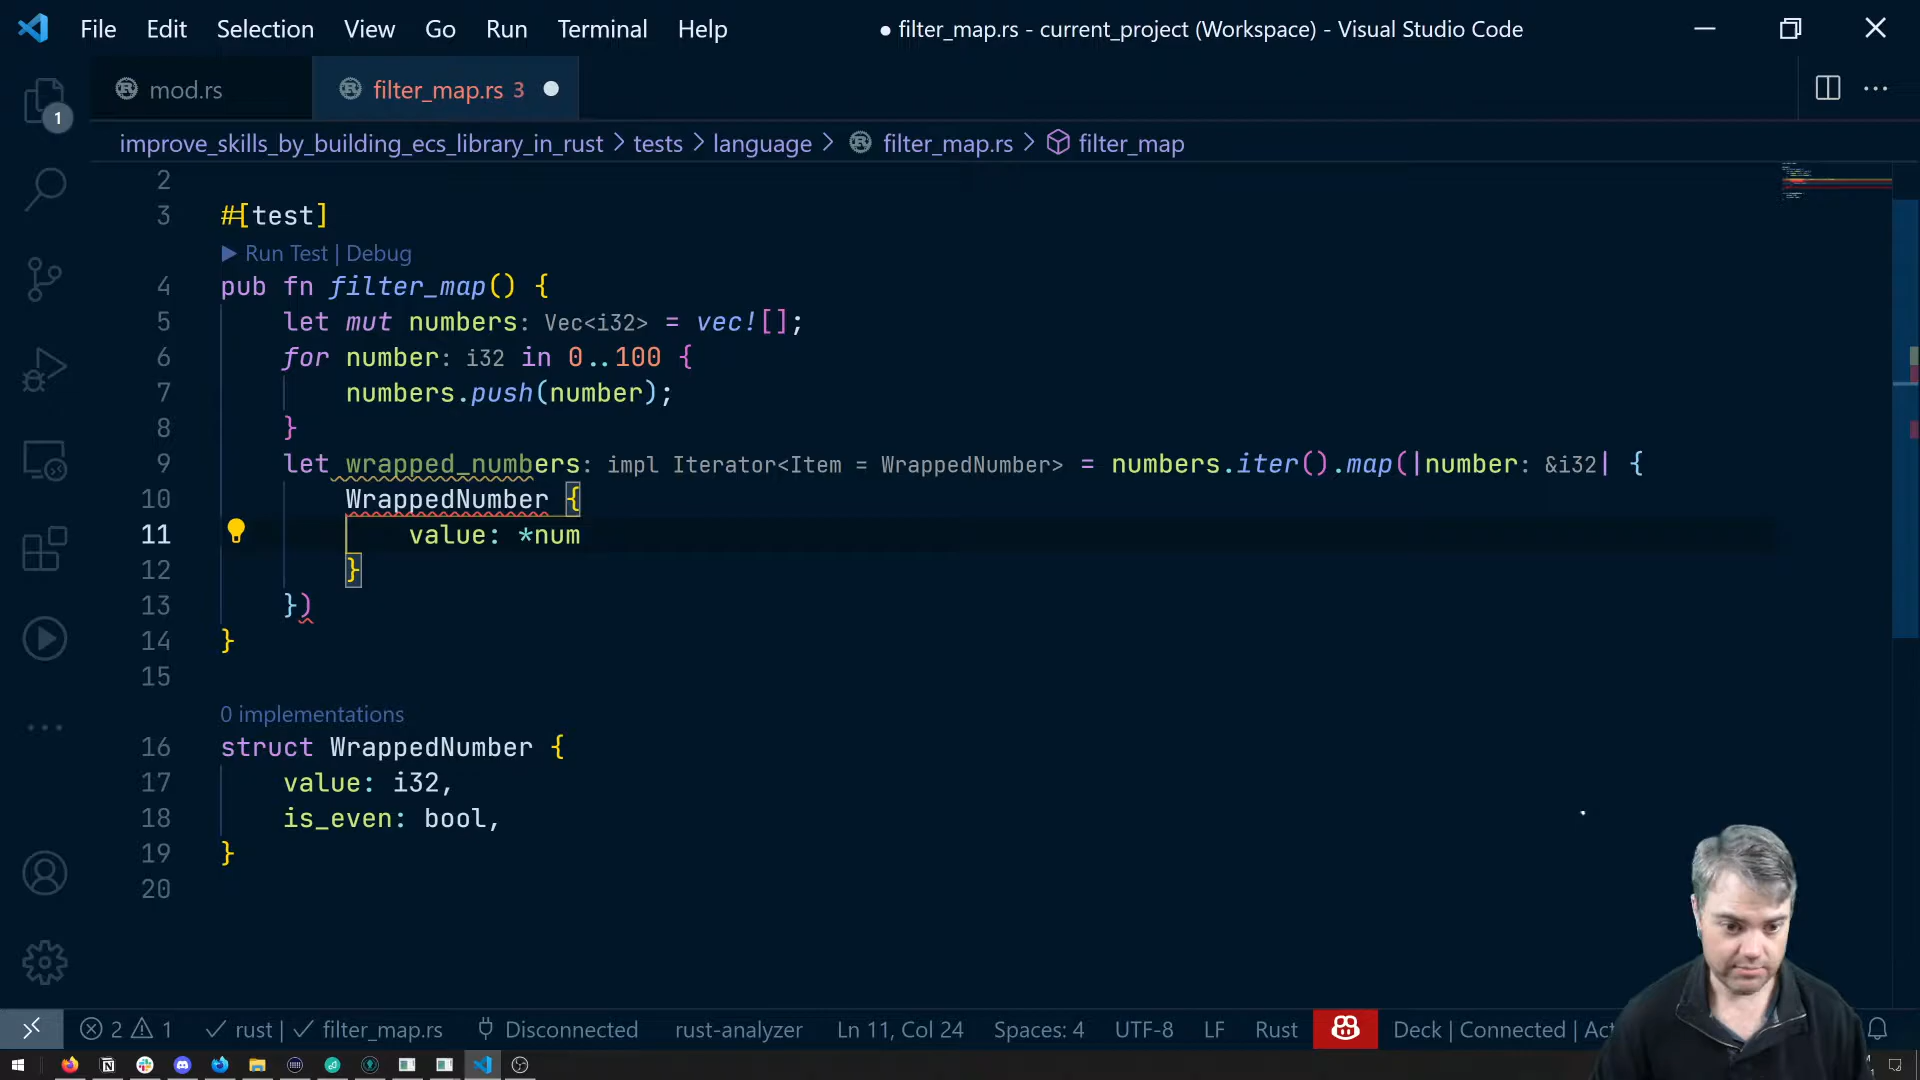 File Edit Selection View Go Run Terminal Help ● filter_map.rs - current_project (Workspace) - Visual Studio Code
mod.rs filter_map.rs 3
1
improve_skills_by_building_ecs_library_in_rust > tests > language > filter_map.rs > filter_map
2
3 #[test]
Run Test | Debug
4 pub fn filter_map() {
5 let mut numbers: Vec<i32> = vec![];
6 for number: i32 in 0..100 {
7 numbers.push(number);
8 }
9 let wrapped_numbers: impl Iterator<Item = WrappedNumber> = numbers.iter().map(|number: &i32| {
10 WrappedNumber {
11 value: *num
12 }
13 })
14 }
15
0 implementations
16 struct WrappedNumber {
17 value: i32,
18 is_even: bool,
19 }
20
2 1 rust | filter_map.rs Disconnected rust-analyzer Ln 11, Col 24 Spaces: 4 UTF-8 LF Rust Deck | Connected | Act